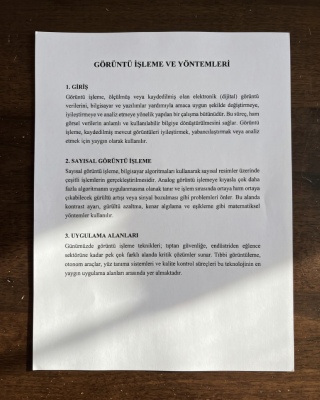 GÖRÜNTÜ İŞLEME VE YÖNTEMLERİ
1. GİRİŞ
Görüntü işleme, ölçülmüş veya kaydedilmiş olan elektronik (dijital) görüntü
verilerini, bilgisayar ve yazılımlar yardımıyla amaca uygun şekilde değiştirmeye,
iyileştirmeye ve analiz etmeye yönelik yapılan bir çalışma bütünüdür. Bu süreç, ham
görsel verilerin anlamlı ve kullanılabilir bilgiye dönüştürülmesini sağlar. Görüntü
işleme, kaydedilmiş mevcut görüntüleri iyileştirmek, yabancılaştırmak veya analiz
etmek için yaygın olarak kullanılır.
2. SAYISAL GÖRÜNTÜ İŞLEME
Sayısal görüntü işleme, bilgisayar algoritmaları kullanarak sayısal resimler üzerinde
çeşitli işlemlerin gerçekleştirilmesidir. Analog görüntü işlemeye kıyasla çok daha
fazla algoritmanın uygulanmasına olanak tanır ve işlem sırasında ortaya
çıkabilecek gürültü artışı veya sinyal bozulması gibi problemleri önler. Bu alanda
kontrast ayarı, gürültü azaltma, kenar algılama ve eşikleme gibi matematiksel
yöntemler kullanılır.
3. UYGULAMA ALANLARI
Günümüzde görüntü işleme teknikleri, tıptan güvenliğe, endüstriden eğlence
sektörüne kadar pek çok farklı alanda kritik çözümler sunar. Tıbbi görüntüleme,
otonom araçlar, yüz tanıma sistemleri ve kalite kontrol süreçleri bu teknolojinin en
yaygın uygulama alanları arasında yer almaktadır.